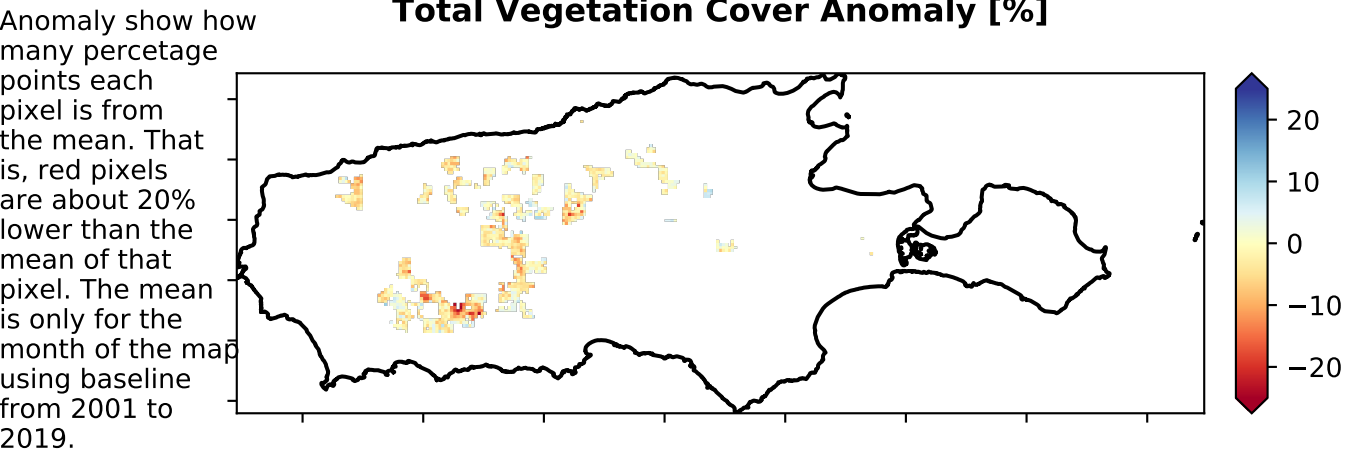 Total Vegetation Cover Anomaly [%]
Anomaly show how
many percetage
points each
pixel is from
the mean. That
is, red pixels
are about 20%
lower than the
mean of that
pixel. The mean
is only for the
month of the map
using baseline
from 2001 to
2019.
20
10
0
−10
−20